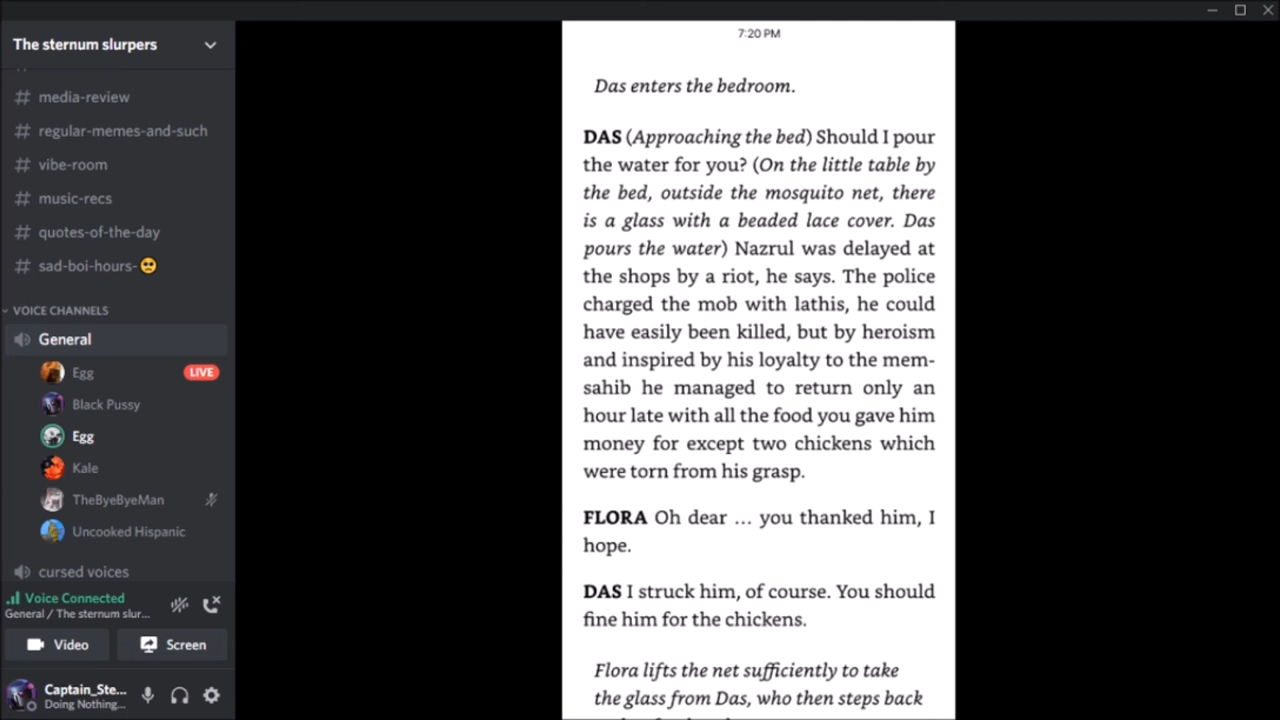 The sternum slurpers
# media-review
# regular-memes-and-such
# vibe-room
# music-recs
# quotes-of-the-day
# sad-boi-hours-🥺
VOICE CHANNELS
General
Egg LIVE
Black Pussy
Egg
Kale
TheByeByeMan
Uncooked Hispanic
cursed voices
Voice Connected
General / The sternum slur...
Video Screen
Captain_Ste...
Doing Nothing...
7:20 PM
Das enters the bedroom.
DAS (Approaching the bed) Should I pour
the water for you? (On the little table by
the bed, outside the mosquito net, there
is a glass with a beaded lace cover. Das
pours the water) Nazrul was delayed at
the shops by a riot, he says. The police
charged the mob with lathis, he could
have easily been killed, but by heroism
and inspired by his loyalty to the mem-
sahib he managed to return only an
hour late with all the food you gave him
money for except two chickens which
were torn from his grasp.
FLORA Oh dear ... you thanked him, I
hope.
DAS I struck him, of course. You should
fine him for the chickens.
Flora lifts the net sufficiently to take
the glass from Das, who then steps back